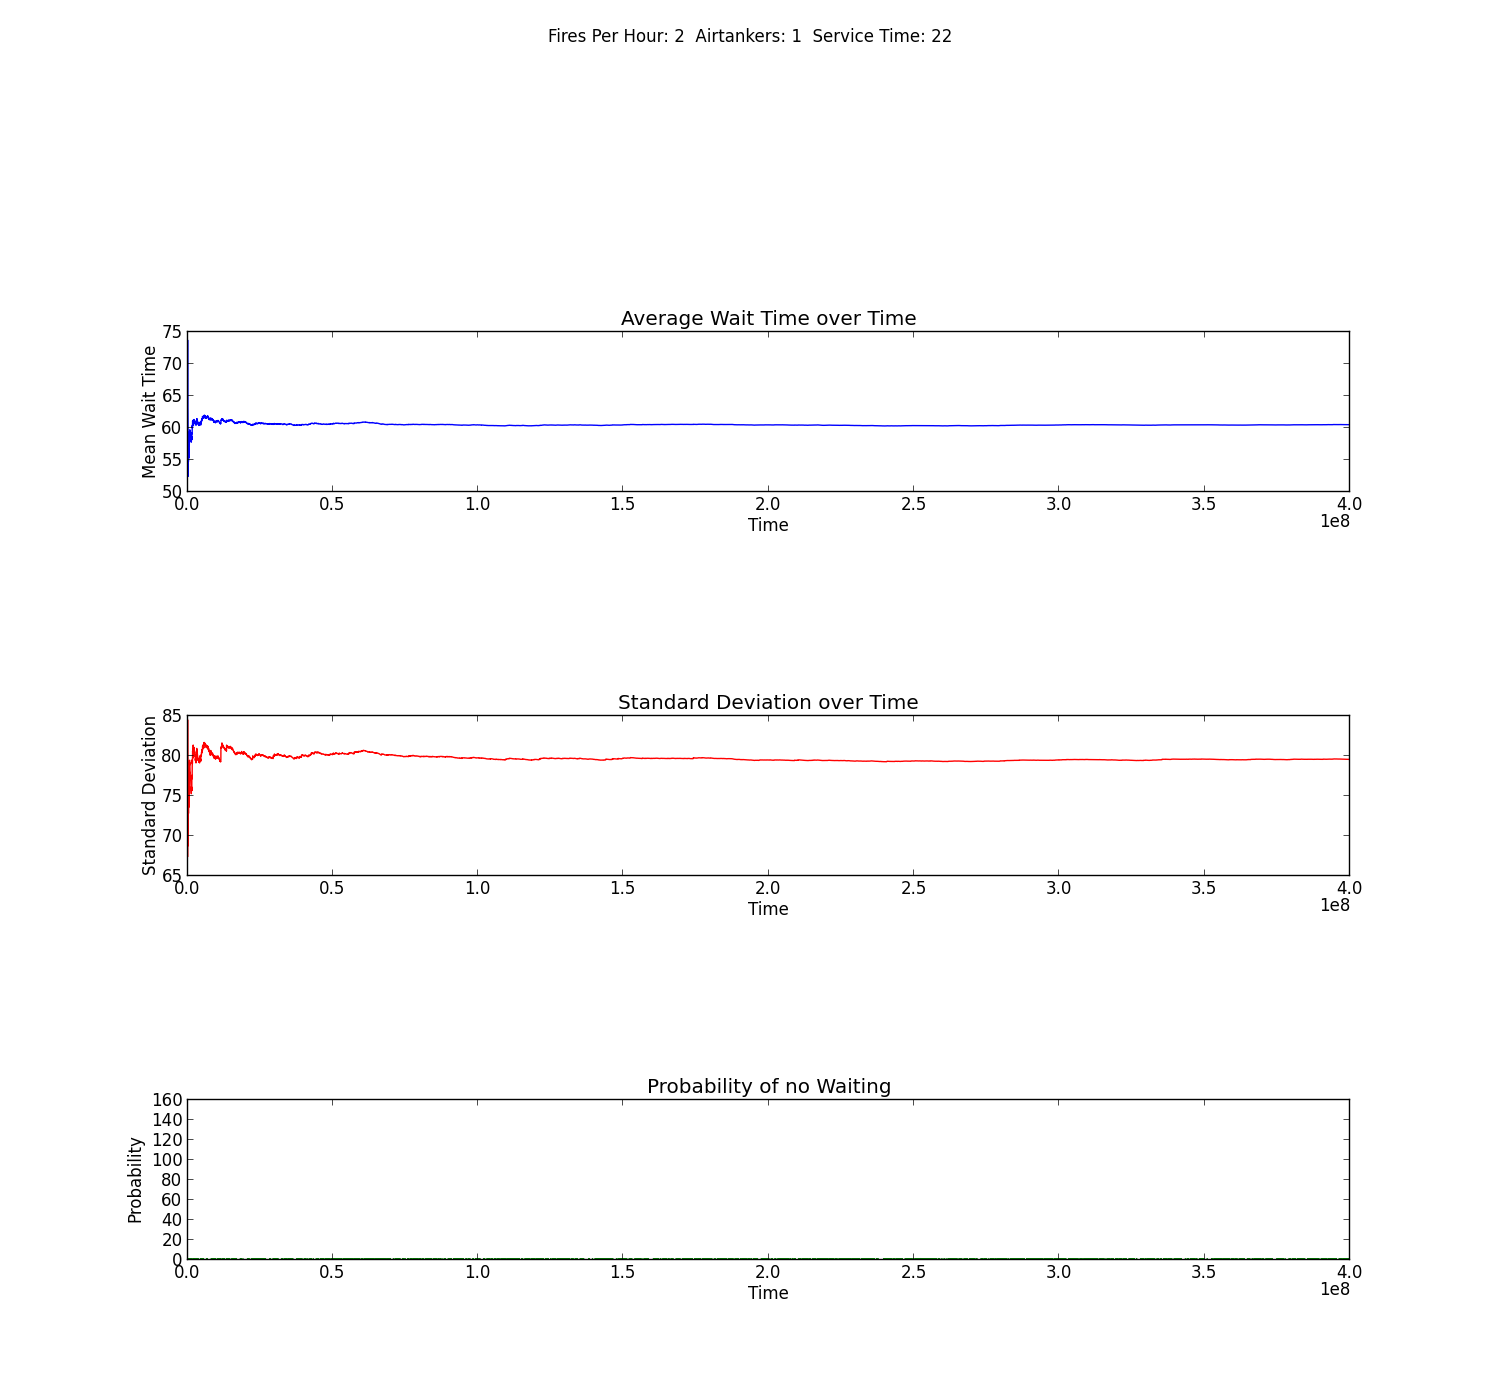 Fires Per Hour: 2  Airtankers: 1  Service Time: 22
Average Wait Time over Time
75
70
65
60
55
50
Mean Wait Time
0.0 0.5 1.0 1.5 2.0 2.5 3.0 3.5 4.0
1e8
Time
Standard Deviation over Time
85
80
75
70
65
Standard Deviation
0.0 0.5 1.0 1.5 2.0 2.5 3.0 3.5 4.0
1e8
Time
Probability of no Waiting
160
140
120
100
80
60
40
20
0
Probability
0.0 0.5 1.0 1.5 2.0 2.5 3.0 3.5 4.0
1e8
Time